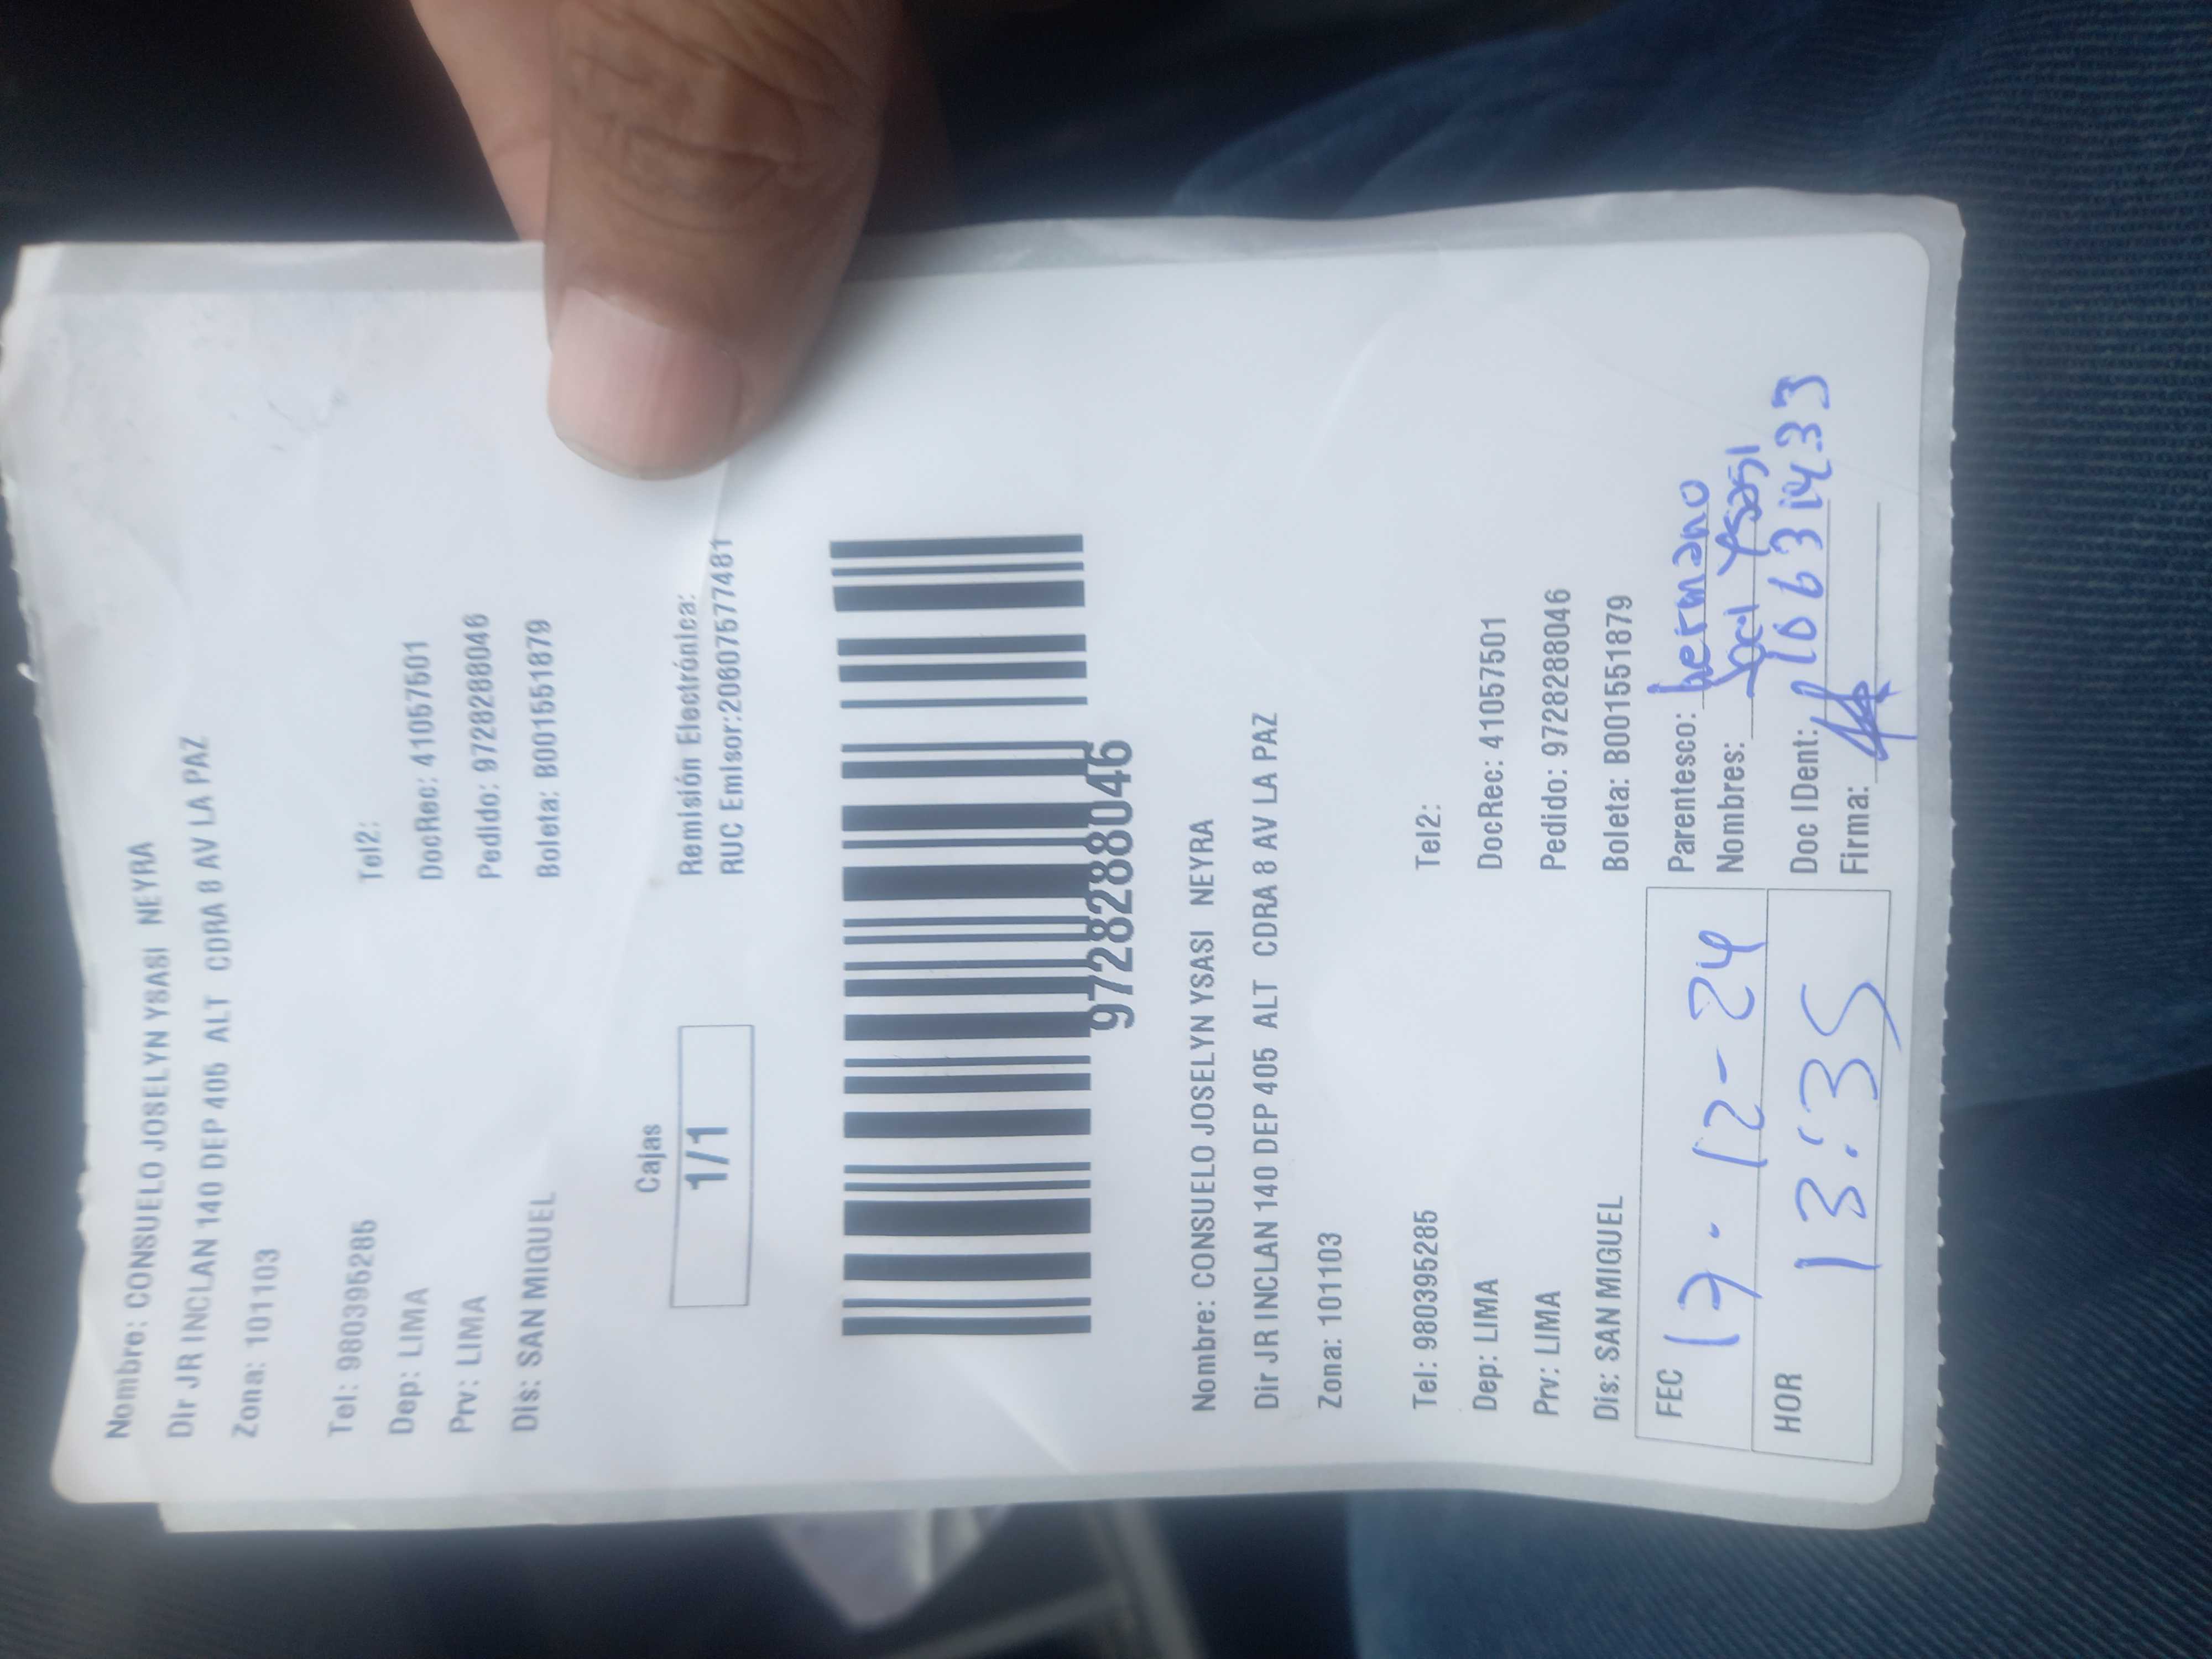 Nombre: CONSUELO JOSELYN YSASI NEYRA
Dir JR INCLAN 140 DEP 405 ALT CDRA 8 AV LA PAZ
Zona: 101103
Tel: 980395285 Tel2:
Dep: LIMA DocRec: 41057501
Prv: LIMA Pedido: 9728288046
Dis: SAN MIGUEL Boleta: B001551879
Cajas
1/1
Remisión Electrónica:
RUC Emisor:20607577481
9728288046
Nombre: CONSUELO JOSELYN YSASI NEYRA
Dir JR INCLAN 140 DEP 405 ALT CDRA 8 AV LA PAZ
Zona: 101103
Tel: 980395285 Tel2:
Dep: LIMA DocRec: 41057501
Prv: LIMA Pedido: 9728288046
Dis: SAN MIGUEL Boleta: B001551879
FEC 17-12-24 Parentesco: hermano
Nombres: Ysasi
HOR 13:35 Doc IDent: 10631433
Firma: